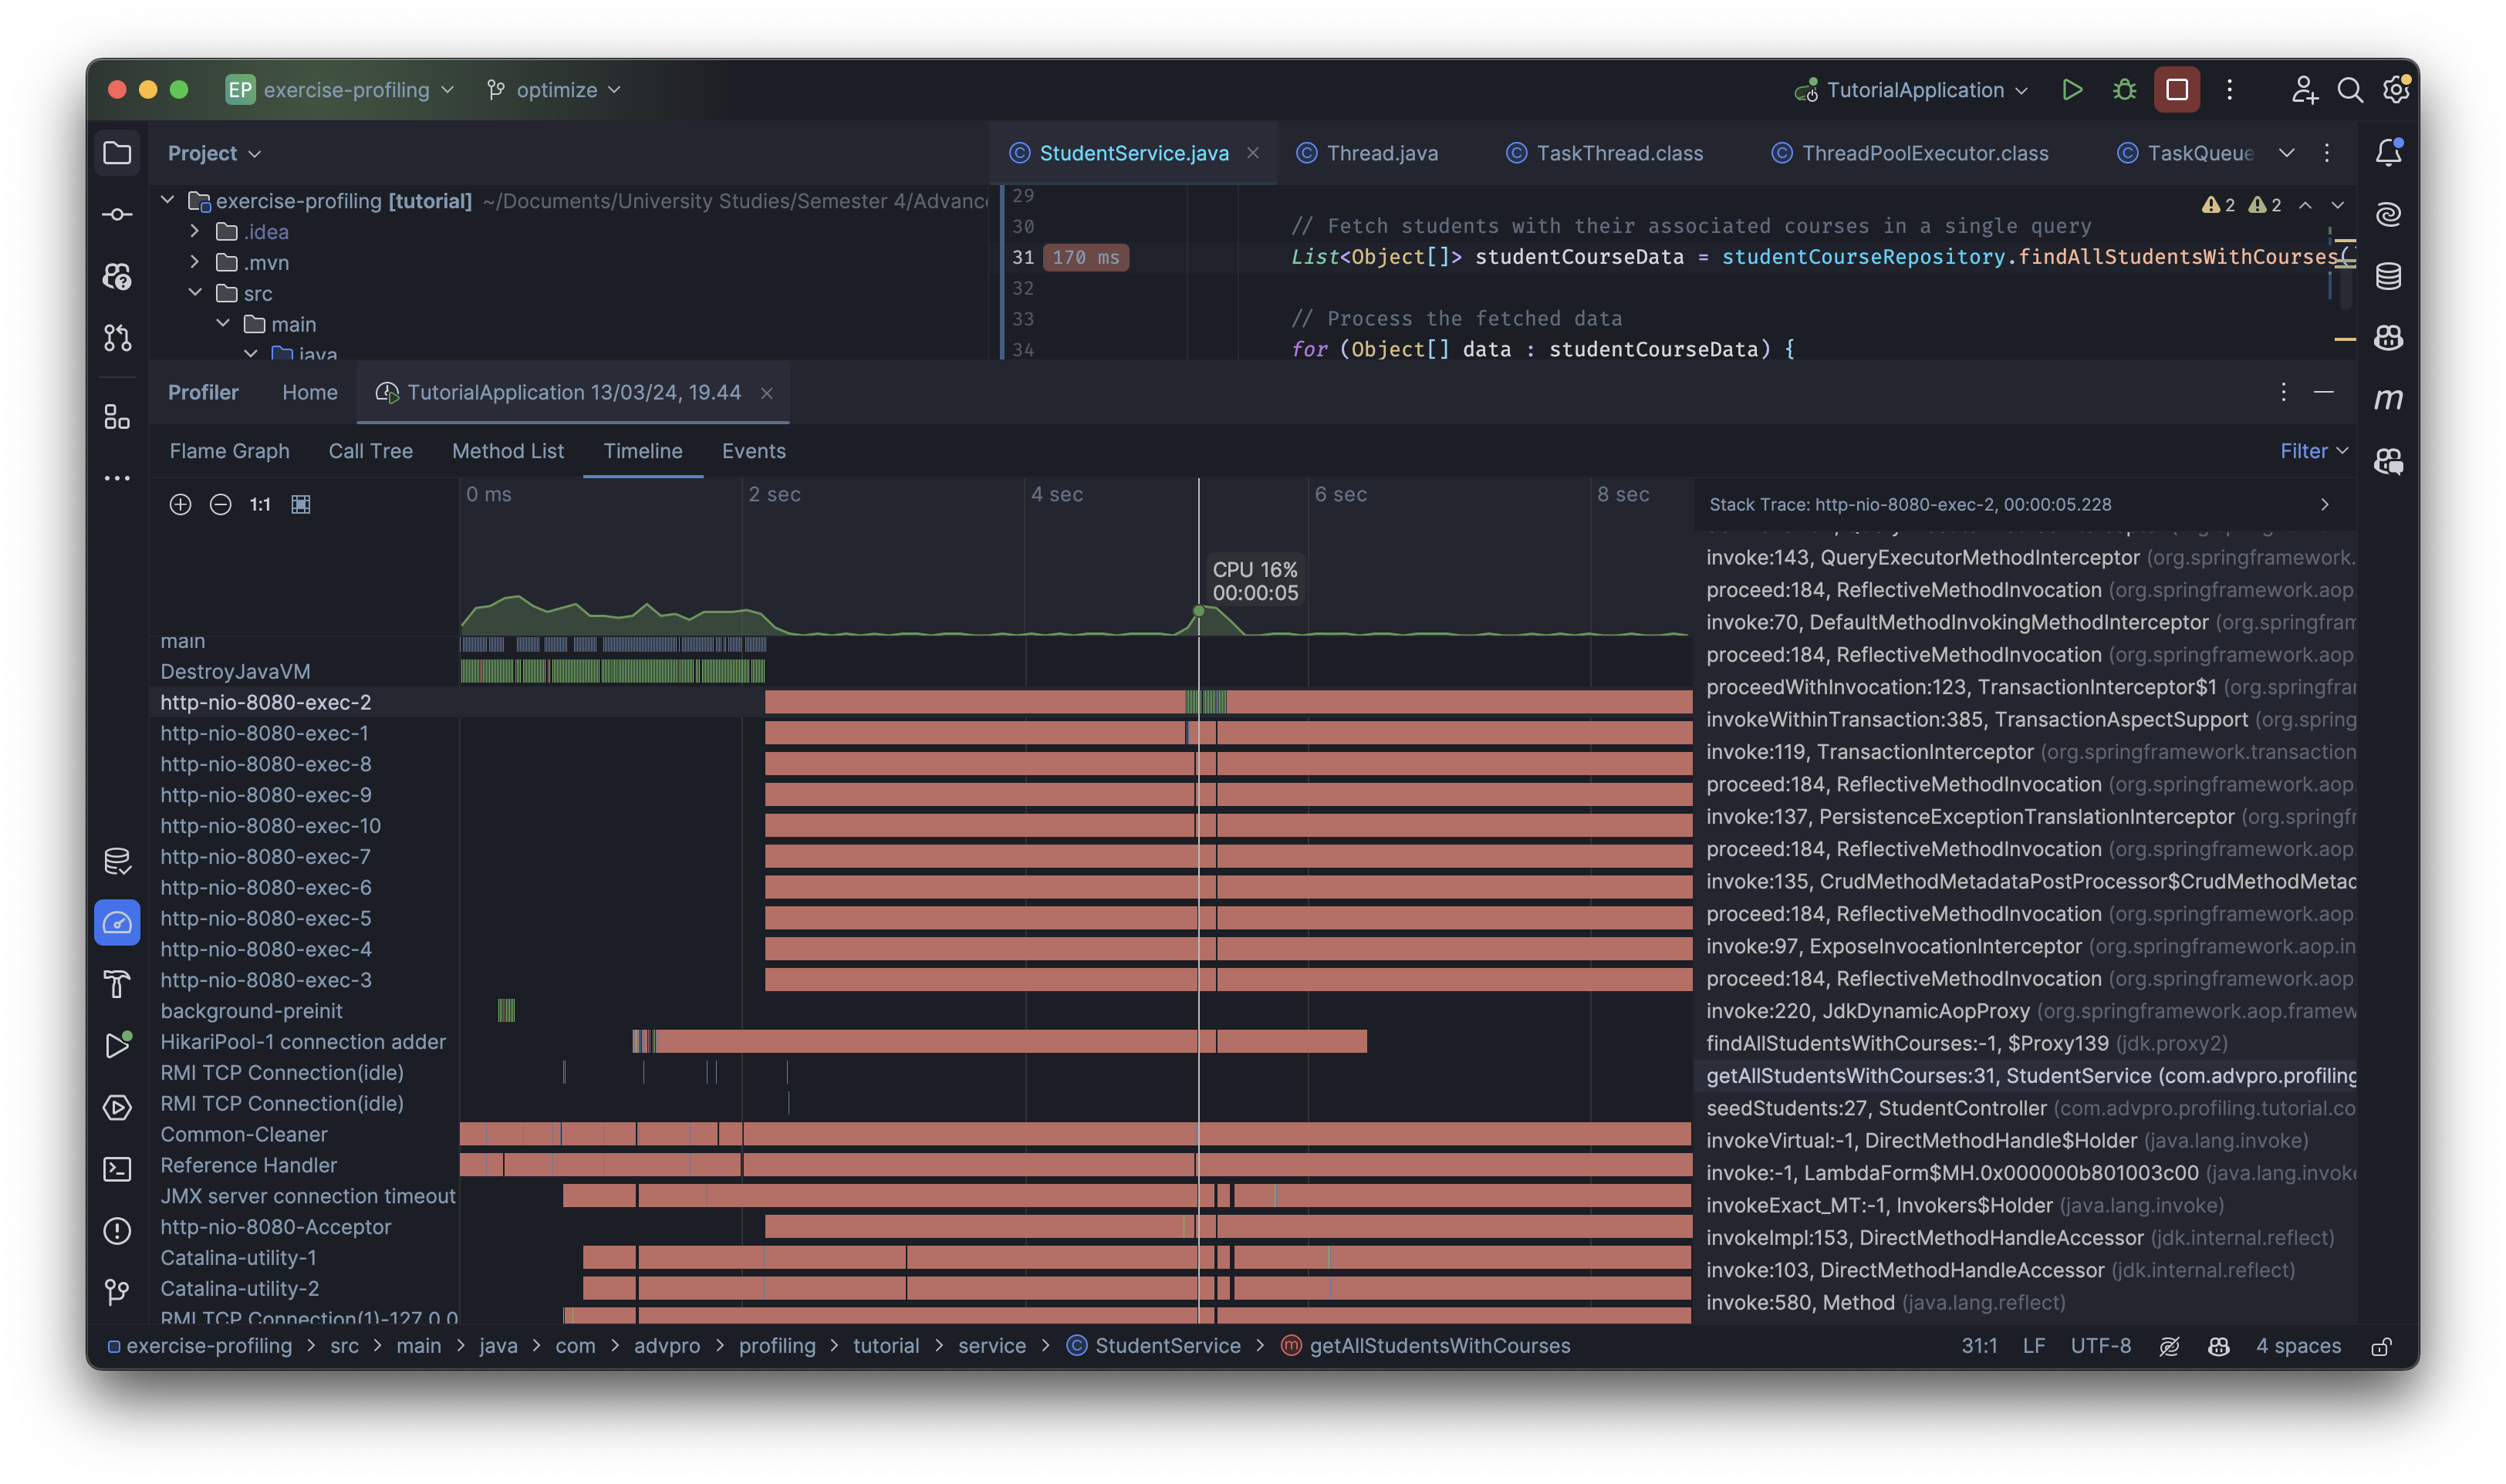 EP exercise-profiling optimize TutorialApplication
Project
StudentService.java Thread.java TaskThread.class ThreadPoolExecutor.class TaskQueue
exercise-profiling [tutorial] ~/Documents/University Studies/Semester 4/Advanc
.idea
.mvn
src
main
java
29
30 // Fetch students with their associated courses in a single query
31 170 ms List<Object[]> studentCourseData = studentCourseRepository.findAllStudentsWithCourses(
32
33 // Process the fetched data
34 for (Object[] data : studentCourseData) {
2 2
Profiler Home TutorialApplication 13/03/24, 19.44
Flame Graph Call Tree Method List Timeline Events Filter
1:1
0 ms 2 sec 4 sec 6 sec 8 sec
CPU 16%
00:00:05
main
DestroyJavaVM
http-nio-8080-exec-2
http-nio-8080-exec-1
http-nio-8080-exec-8
http-nio-8080-exec-9
http-nio-8080-exec-10
http-nio-8080-exec-7
http-nio-8080-exec-6
http-nio-8080-exec-5
http-nio-8080-exec-4
http-nio-8080-exec-3
background-preinit
HikariPool-1 connection adder
RMI TCP Connection(idle)
RMI TCP Connection(idle)
Common-Cleaner
Reference Handler
JMX server connection timeout
http-nio-8080-Acceptor
Catalina-utility-1
Catalina-utility-2
RMI TCP Connection(1)-127.0.0
Stack Trace: http-nio-8080-exec-2, 00:00:05.228
invoke:143, QueryExecutorMethodInterceptor (org.springframework.
proceed:184, ReflectiveMethodInvocation (org.springframework.aop.
invoke:70, DefaultMethodInvokingMethodInterceptor (org.springfram
proceed:184, ReflectiveMethodInvocation (org.springframework.aop.
proceedWithInvocation:123, TransactionInterceptor$1 (org.springfra
invokeWithinTransaction:385, TransactionAspectSupport (org.spring
invoke:119, TransactionInterceptor (org.springframework.transaction
proceed:184, ReflectiveMethodInvocation (org.springframework.aop.
invoke:137, PersistenceExceptionTranslationInterceptor (org.springf
proceed:184, ReflectiveMethodInvocation (org.springframework.aop.
invoke:135, CrudMethodMetadataPostProcessor$CrudMethodMetad
proceed:184, ReflectiveMethodInvocation (org.springframework.aop.
invoke:97, ExposeInvocationInterceptor (org.springframework.aop.in
proceed:184, ReflectiveMethodInvocation (org.springframework.aop.
invoke:220, JdkDynamicAopProxy (org.springframework.aop.framew
findAllStudentsWithCourses:-1, $Proxy139 (jdk.proxy2)
getAllStudentsWithCourses:31, StudentService (com.advpro.profiling
seedStudents:27, StudentController (com.advpro.profiling.tutorial.co
invokeVirtual:-1, DirectMethodHandle$Holder (java.lang.invoke)
invoke:-1, LambdaForm$MH.0x000000b801003c00 (java.lang.invoke
invokeExact_MT:-1, Invokers$Holder (java.lang.invoke)
invokeImpl:153, DirectMethodHandleAccessor (jdk.internal.reflect)
invoke:103, DirectMethodHandleAccessor (jdk.internal.reflect)
invoke:580, Method (java.lang.reflect)
exercise-profiling > src > main > java > com > advpro > profiling > tutorial > service > StudentService > getAllStudentsWithCourses 31:1 LF UTF-8 4 spaces